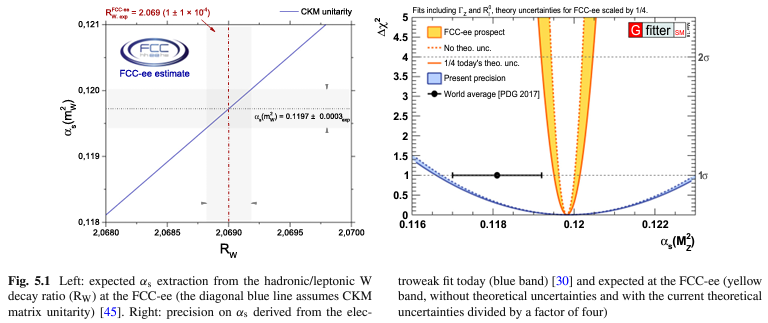 R_W, exp^FCC-ee = 2.069 (1 ± 1 × 10⁻⁴)
CKM unitarity
FCC
FCC-ee estimate
α_s(m²_W) = 0.1197 ± 0.0003_exp
α_s(m²_W)
0,121
0,120
0,119
0,118
2,0680
2,0685
2,0690
2,0695
2,070
R_W
Fits including Γ_Z and R⁰_l, theory uncertainties for FCC-ee scaled by 1/4.
Δχ²
5
4.5
4
3.5
3
2.5
2
1.5
1
0.5
0
FCC-ee prospect
No theo. unc.
1/4 today's theo. unc.
Present precision
World average [PDG 2017]
G fitter SM
2σ
1σ
0.116
0.118
0.12
0.122
α_s(M²_Z)
Fig. 5.1 Left: expected α_s extraction from the hadronic/leptonic W
decay ratio (R_W) at the FCC-ee (the diagonal blue line assumes CKM
matrix unitarity) [45]. Right: precision on α_s derived from the elec-
troweak fit today (blue band) [30] and expected at the FCC-ee (yellow
band, without theoretical uncertainties and with the current theoretical
uncertainties divided by a factor of four)